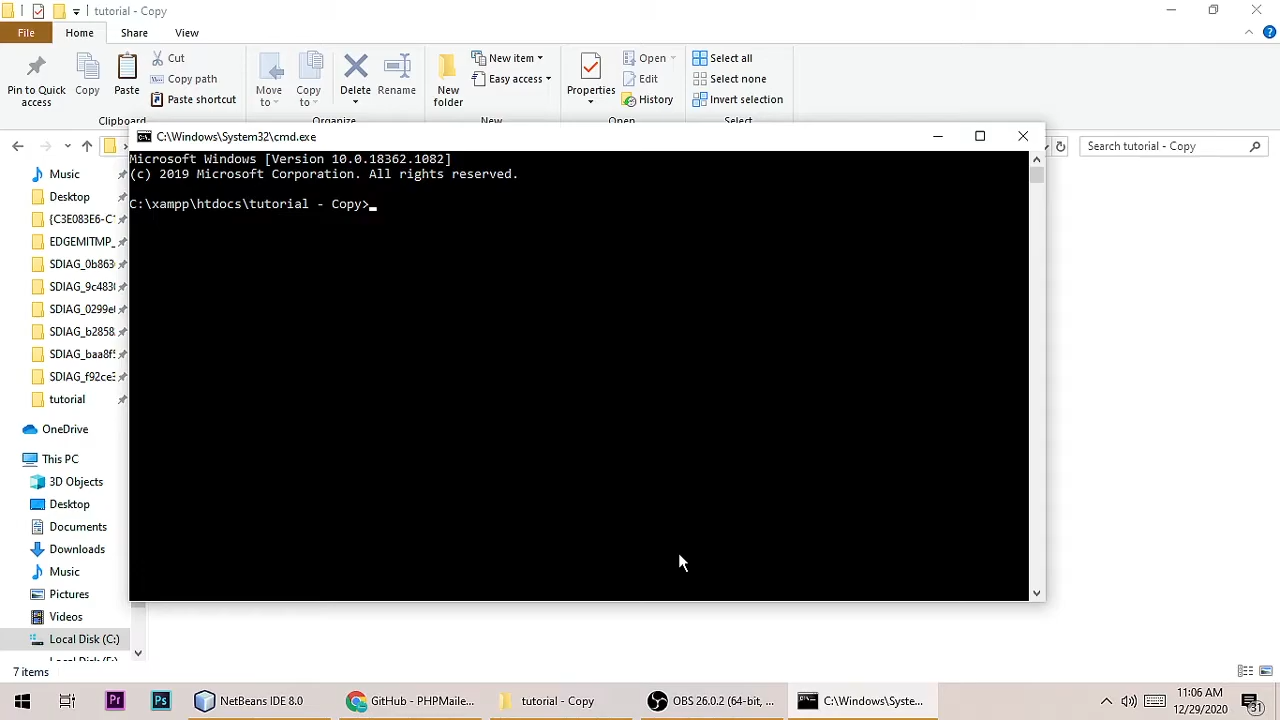 tutorial - Copy
File
Home
Share
View
Pin to Quick access
Copy
Paste
Cut
Copy path
Paste shortcut
Clipboard
Move to
Copy to
Delete
Rename
Organize
New folder
New item
Easy access
New
Properties
Open
Edit
History
Open
Select all
Select none
Invert selection
Select
Search tutorial - Copy
C:\Windows\System32\cmd.exe
Microsoft Windows [Version 10.0.18362.1082]
(c) 2019 Microsoft Corporation. All rights reserved.
C:\xampp\htdocs\tutorial - Copy>
Music
Desktop
{C3E083E6-C
EDGEMITMP_
SDIAG_0b863
SDIAG_9c483
SDIAG_0299e
SDIAG_b2858
SDIAG_baa8f
SDIAG_f92ce
tutorial
OneDrive
This PC
3D Objects
Desktop
Documents
Downloads
Music
Pictures
Videos
Local Disk (C:)
7 items
Pr
Ps
NetBeans IDE 8.0
GitHub - PHPMaile...
tutorial - Copy
OBS 26.0.2 (64-bit, ...
C:\Windows\Syste...
11:06 AM
12/29/2020
31